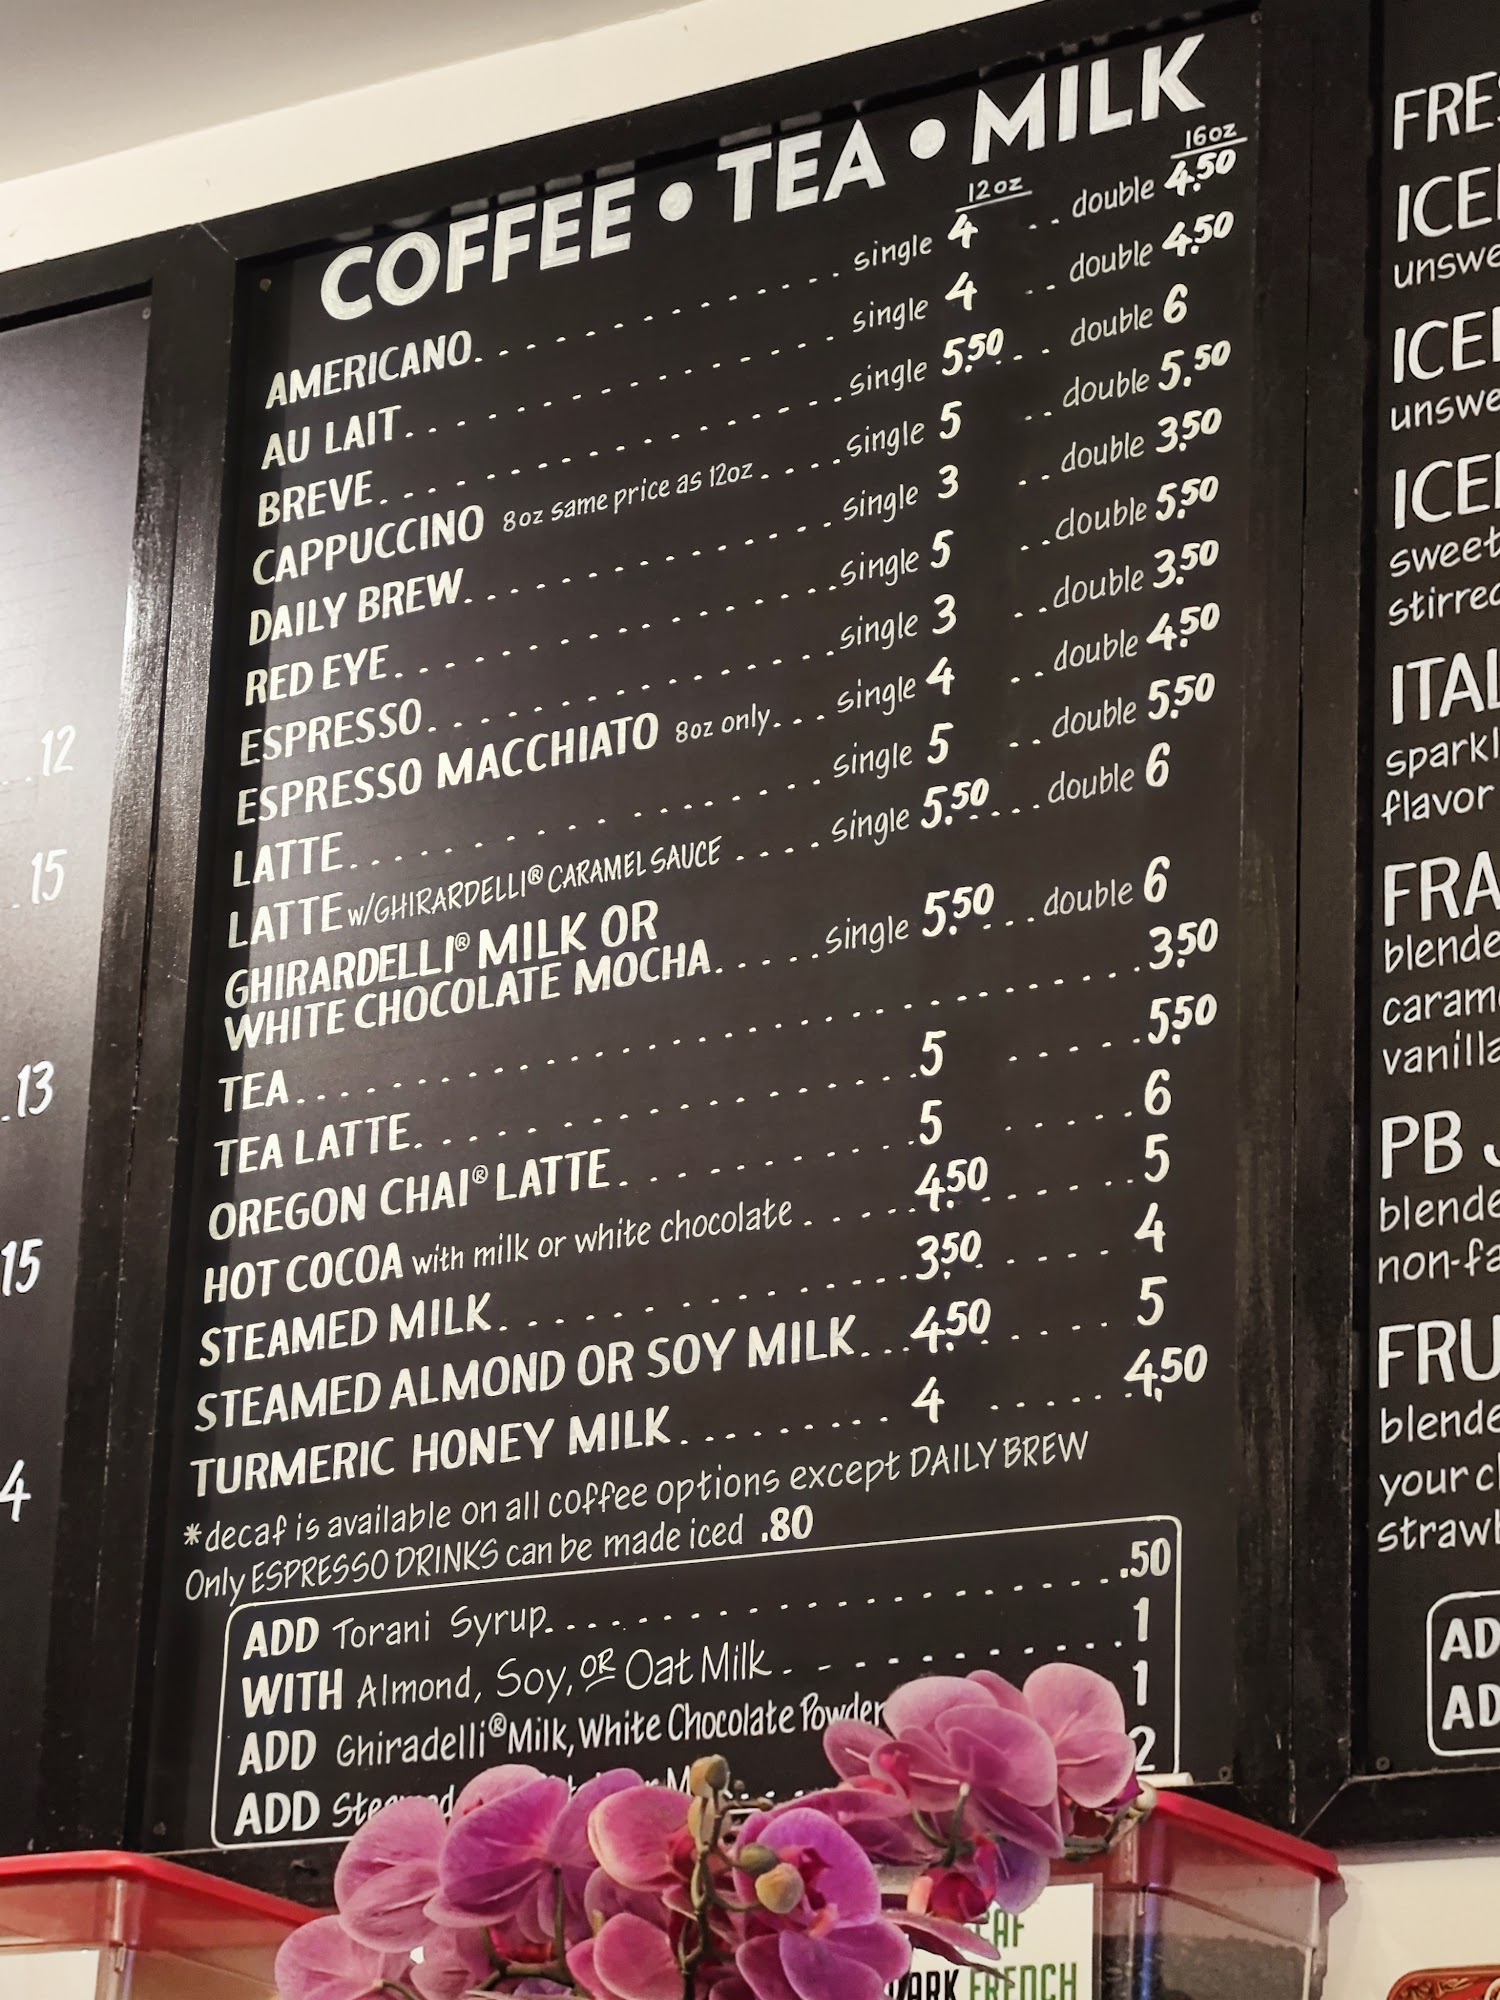 COFFEE • TEA • MILK
12oz 16oz
AMERICANO single 4 double 4.50
AU LAIT single 4 double 4.50
BREVE single 5.50 double 6
CAPPUCCINO 8oz same price as 12oz single 5 double 5.50
DAILY BREW single 3 double 3.50
RED EYE single 5 double 5.50
ESPRESSO single 3 double 3.50
ESPRESSO MACCHIATO 8oz only single 4 double 4.50
LATTE single 5 double 5.50
LATTE w/GHIRARDELLI® CARAMEL SAUCE single 5.50 double 6
GHIRARDELLI® MILK OR
WHITE CHOCOLATE MOCHA single 5.50 double 6
TEA 3.50
TEA LATTE 5 5.50
OREGON CHAI® LATTE 5 6
HOT COCOA with milk or white chocolate 4.50 5
STEAMED MILK 3.50 4
STEAMED ALMOND OR SOY MILK 4.50 5
TURMERIC HONEY MILK 4 4.50
*decaf is available on all coffee options except DAILY BREW
Only ESPRESSO DRINKS can be made iced .80
ADD Torani Syrup .50
WITH Almond, Soy, OR Oat Milk 1
ADD Ghiradelli® Milk, White Chocolate Powder 1
ADD 2
12
15
13
15
4
FRES
ICE
unswe
ICE
unswe
ICE
sweet
stirred
ITAL
sparkl
flavor
FRA
blende
caram
vanilla
PB
blende
non-fa
FRU
blende
your c
straw
AD
AD
DARK FRENCH